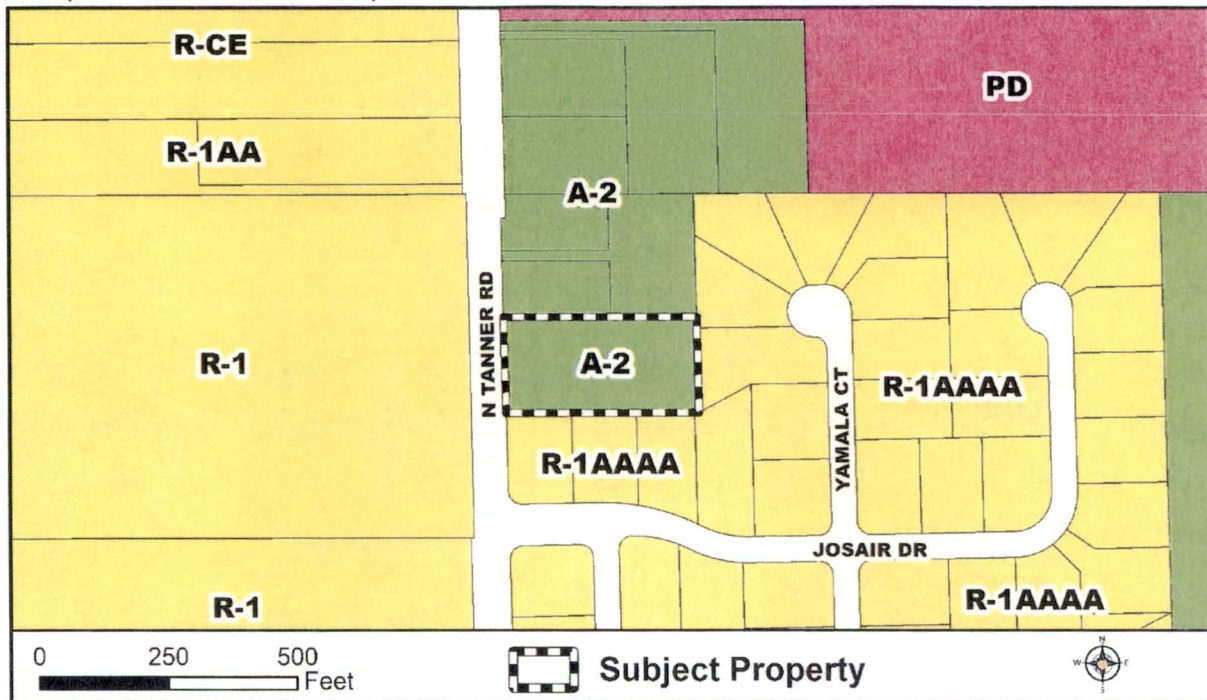 R-CE
PD
R-1AA
A-2
N TANNER RD
R-1
A-2
R-1AAAA
YAMALA CT
R-1AAAA
JOSAIR DR
R-1
R-1AAAA
0 250 500
Feet
Subject Property
N
W E
S